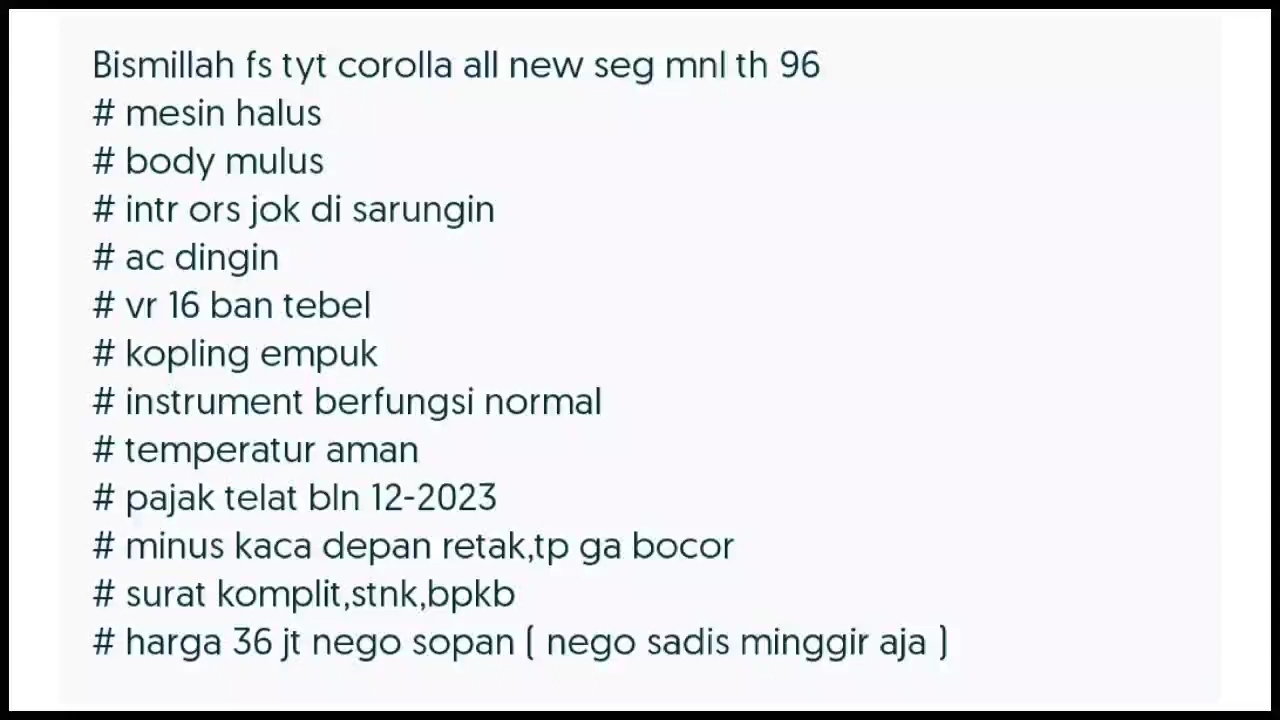 Bismillah fs tyt corolla all new seg mnl th 96
# mesin halus
# body mulus
# intr ors jok di sarungin
# ac dingin
# vr 16 ban tebel
# kopling empuk
# instrument berfungsi normal
# temperatur aman
# pajak telat bln 12-2023
# minus kaca depan retak,tp ga bocor
# surat komplit,stnk,bpkb
# harga 36 jt nego sopan ( nego sadis minggir aja )